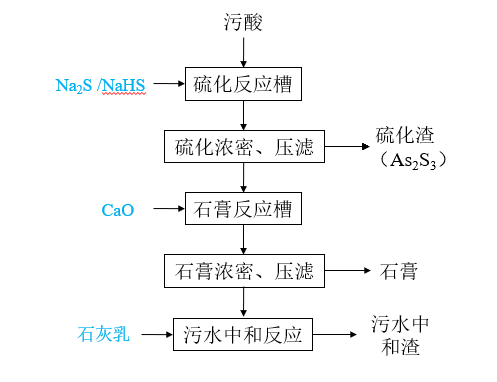 污酸
Na₂S /NaHS
硫化反应槽
硫化浓密、压滤
硫化渣
（As₂S₃）
CaO
石膏反应槽
石膏浓密、压滤
石膏
石灰乳
污水中和反应
污水中
和渣